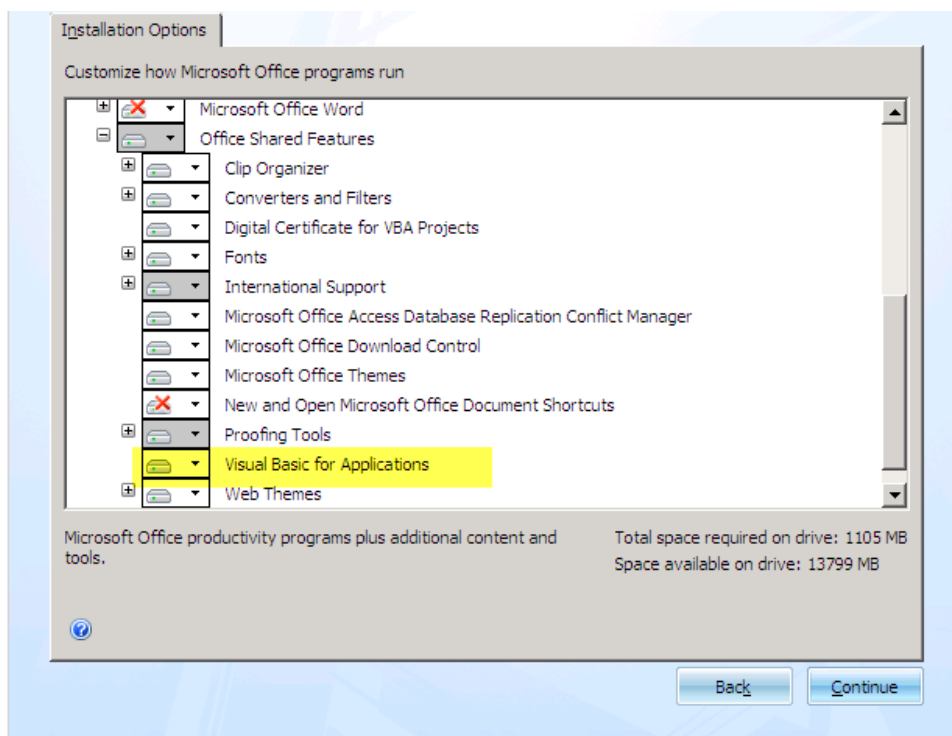 Installation Options
Customize how Microsoft Office programs run
Microsoft Office Word
Office Shared Features
Clip Organizer
Converters and Filters
Digital Certificate for VBA Projects
Fonts
International Support
Microsoft Office Access Database Replication Conflict Manager
Microsoft Office Download Control
Microsoft Office Themes
New and Open Microsoft Office Document Shortcuts
Proofing Tools
Visual Basic for Applications
Web Themes
Microsoft Office productivity programs plus additional content and
tools.
Total space required on drive: 1105 MB
Space available on drive: 13799 MB
Back
Continue